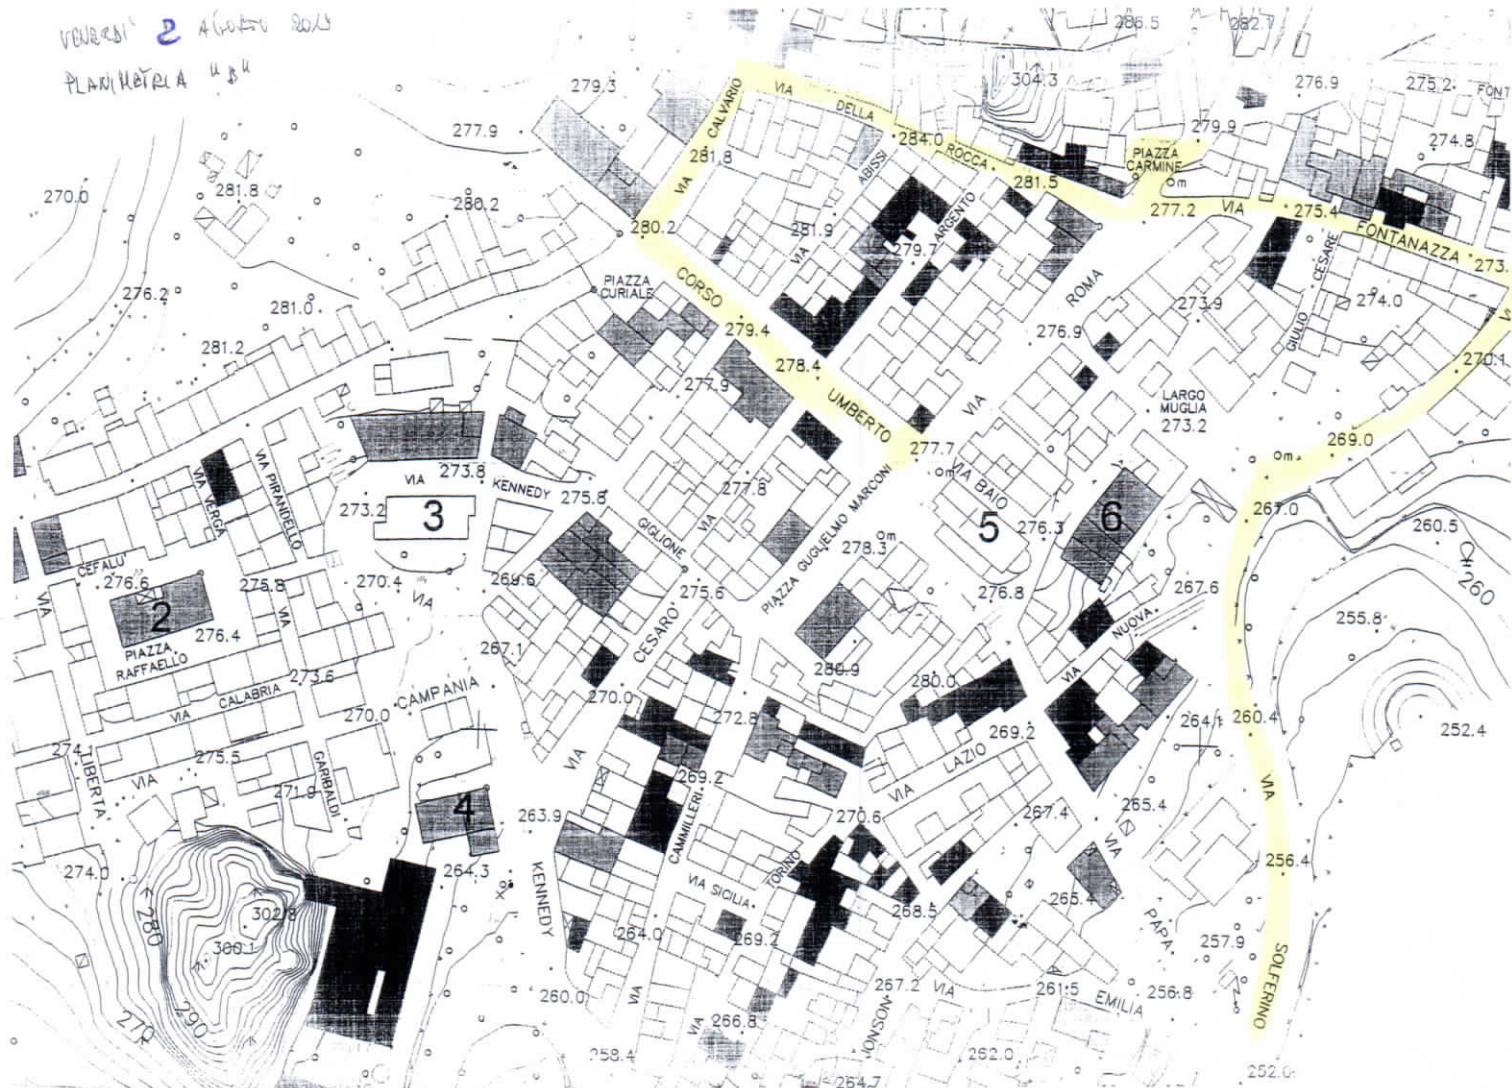 VENERDI' 2 AGOSTO 2019
PLANIMETRIA "B"
286.5
282.7
304.3
279.3
276.9
275.2
FONT
VIA
DELLA
CALVARIO
277.9
284.0
279.9
274.8
ROCCA
PIAZZA
CARMINE
281.8
ABISSI
281.5
m
270.0
281.8
VIA
280.2
ARGENTO
277.2
VIA
275.4
280.2
281.9
VIA
279.7
FONTANAZZA
273.
CORSO
PIAZZA
CURIALE
CESARE
276.2
281.0
ROMA
273.9
274.0
279.4
276.9
GIULIO
281.2
278.4
270.1
277.9
UMBERTO
VIA
LARGO
MUGLIA
273.2
269.0
277.7
m
m
VIA PIRANDELLO
VIA VERGA
273.8
VIA
KENNEDY
275.8
277.8
VIA BAIO
273.2
3
GIGLIONE
VIA
PIAZZA GUGLIELMO MARCONI
5
276.3
6
267.0
260.5
278.3
m
CEFALU'
276.6
275.8
270.4
269.6
275.6
276.8
267.6
260
VIA
VIA
VIA
2
276.4
PIAZZA
RAFFAELLO
CESARO'
NUOVA
255.8
267.1
280.9
280.0
VIA
273.6
CALABRIA
VIA
CAMPANIA
270.0
270.0
272.8
269.2
264.1
260.4
252.4
274.1
275.5
VIA
LAZIO
LIBERTA'
VIA
GARIBALDI
271.9
269.2
VIA
VIA
4
263.9
CAMMILLERI
270.6
267.4
265.4
VIA
274.0
264.3
KENNEDY
VIA SICILIA
TORINO
256.4
265.4
302.8
280
300.1
264.0
269.2
268.5
PAPA
257.9
260.0
267.2
VIA
261.5
EMILIA
256.8
SOLFERINO
VIA
270
290
VIA
266.8
IONSON
258.4
264.7
262.0
252.0